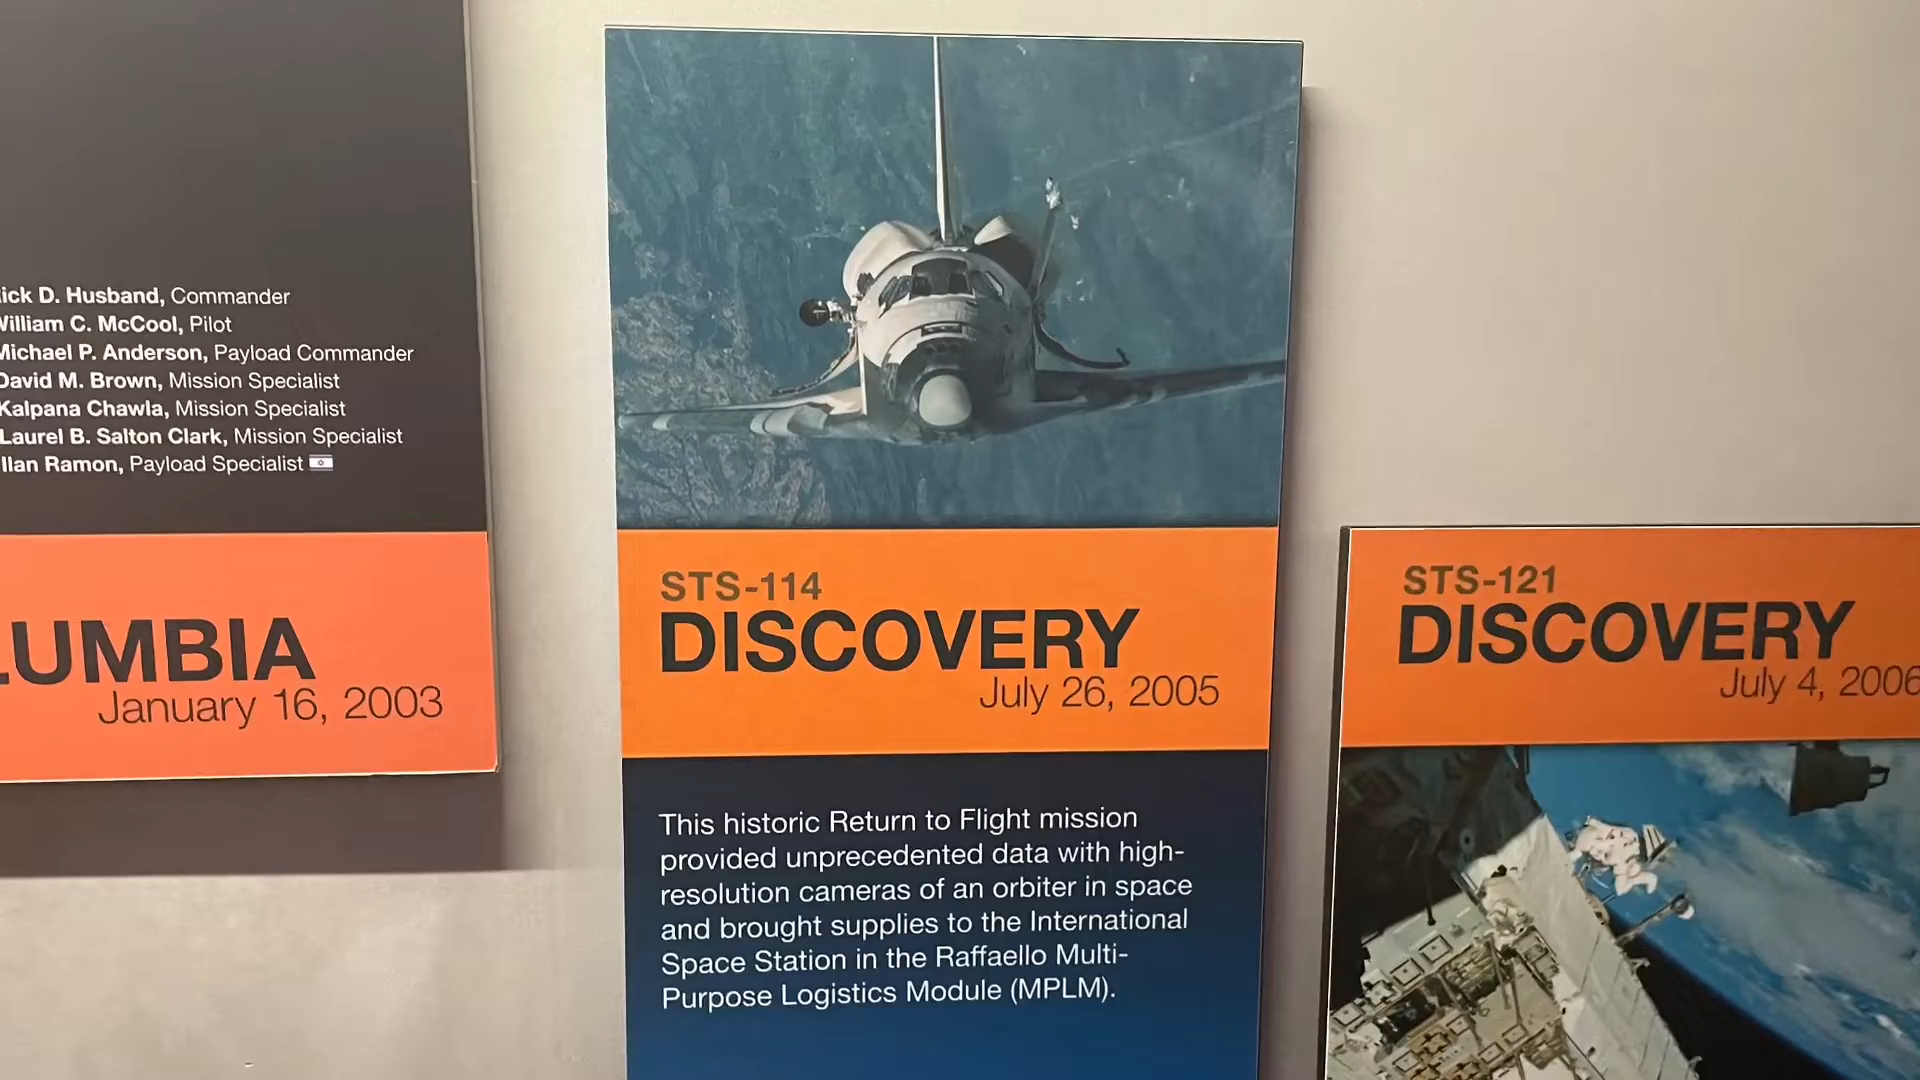 D. Husband, Commander
William C. McCool, Pilot
Michael P. Anderson, Payload Commander
David M. Brown, Mission Specialist
Kalpana Chawla, Mission Specialist
Laurel B. Salton Clark, Mission Specialist
Ilan Ramon, Payload Specialist
LUMBIA
January 16, 2003
STS-114
DISCOVERY
July 26, 2005
This historic Return to Flight mission
provided unprecedented data with high-
resolution cameras of an orbiter in space
and brought supplies to the International
Space Station in the Raffaello Multi-
Purpose Logistics Module (MPLM).
STS-121
DISCOVERY
July 4, 2006